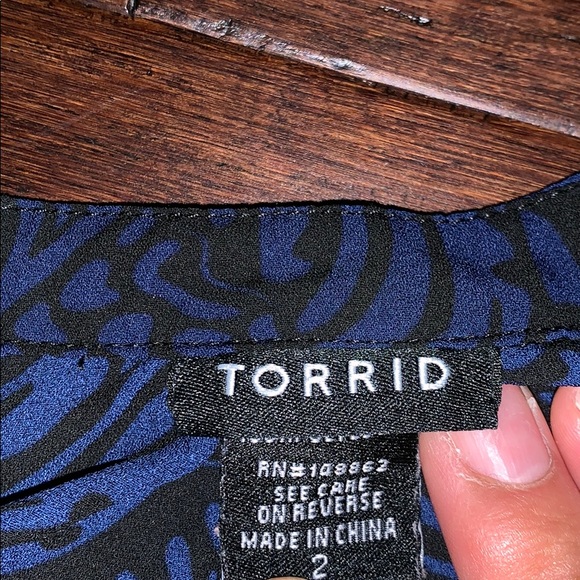 TORRID
RN#148862
SEE CARE
ON REVERSE
MADE IN CHINA
2